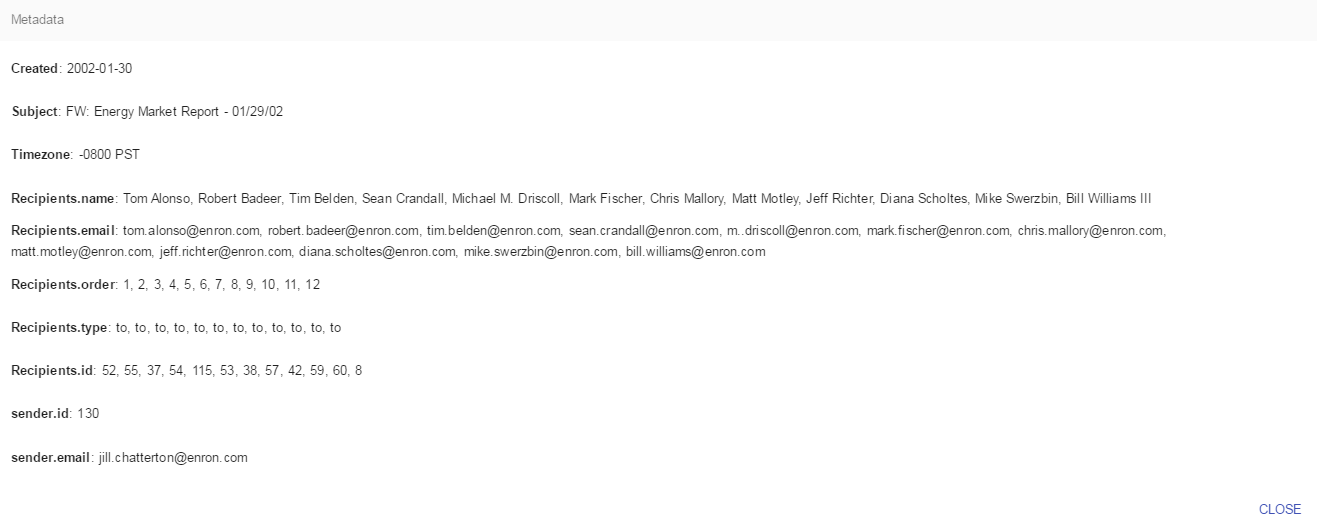 Metadata
Created: 2002-01-30
Subject: FW: Energy Market Report - 01/29/02
Timezone: -0800 PST
Recipients.name: Tom Alonso, Robert Badeer, Tim Belden, Sean Crandall, Michael M. Driscoll, Mark Fischer, Chris Mallory, Matt Motley, Jeff Richter, Diana Scholtes, Mike Swerzbin, Bill Williams III
Recipients.email: tom.alonso@enron.com, robert.badeer@enron.com, tim.belden@enron.com, sean.crandall@enron.com, m..driscoll@enron.com, mark.fischer@enron.com, chris.mallory@enron.com,
matt.motley@enron.com, jeff.richter@enron.com, diana.scholtes@enron.com, mike.swerzbin@enron.com, bill.williams@enron.com
Recipients.order: 1, 2, 3, 4, 5, 6, 7, 8, 9, 10, 11, 12
Recipients.type: to, to, to, to, to, to, to, to, to, to, to, to
Recipients.id: 52, 55, 37, 54, 115, 53, 38, 57, 42, 59, 60, 8
sender.id: 130
sender.email: jill.chatterton@enron.com
CLOSE